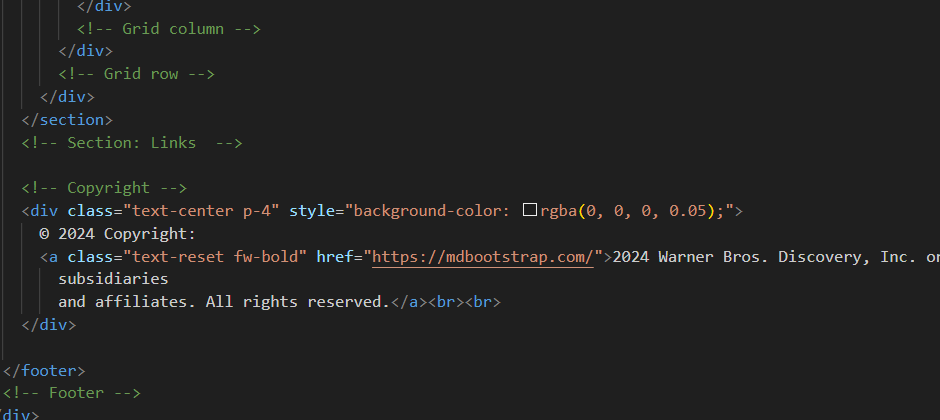 </div>
<!-- Grid column -->
</div>
<!-- Grid row -->
</div>
</section>
<!-- Section: Links  -->
<!-- Copyright -->
<div class="text-center p-4" style="background-color: rgba(0, 0, 0, 0.05);">
© 2024 Copyright:
<a class="text-reset fw-bold" href="https://mdbootstrap.com/">2024 Warner Bros. Discovery, Inc. or
subsidiaries
and affiliates. All rights reserved.</a><br><br>
</div>
</footer>
<!-- Footer -->
/div>